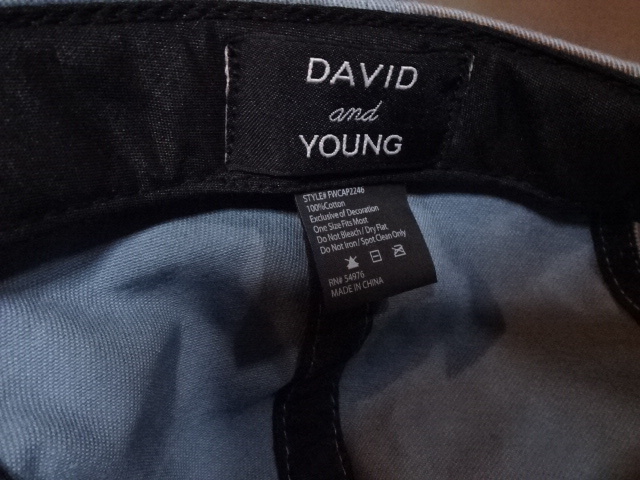 DAVID
and
YOUNG
STYLE# FWCAP2246
100%Cotton
Exclusive of Decoration
One Size Fits Most
Do Not Bleach / Dry Flat
Do Not Iron / Spot Clean Only
RN# 54976
MADE IN CHINA